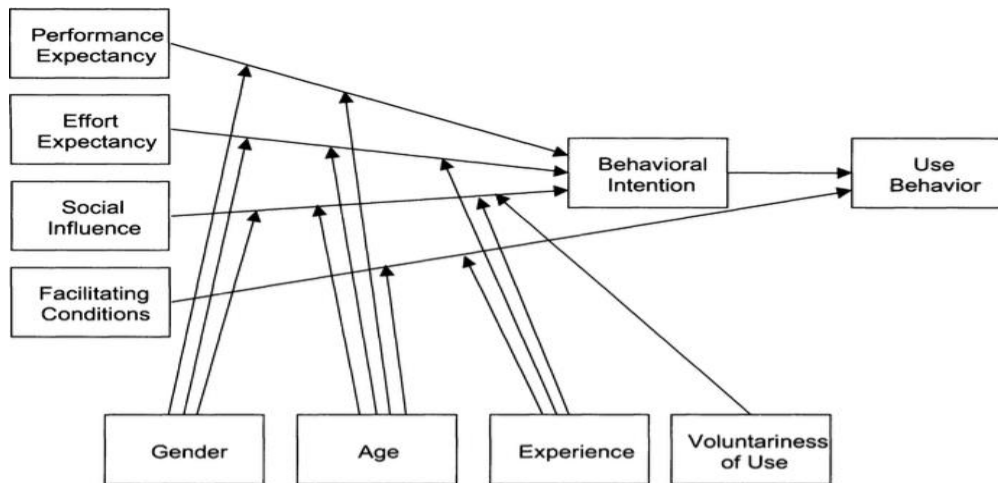 Performance
Expectancy
Effort
Expectancy
Social
Influence
Facilitating
Conditions
Behavioral
Intention
Use
Behavior
Gender
Age
Experience
Voluntariness
of Use